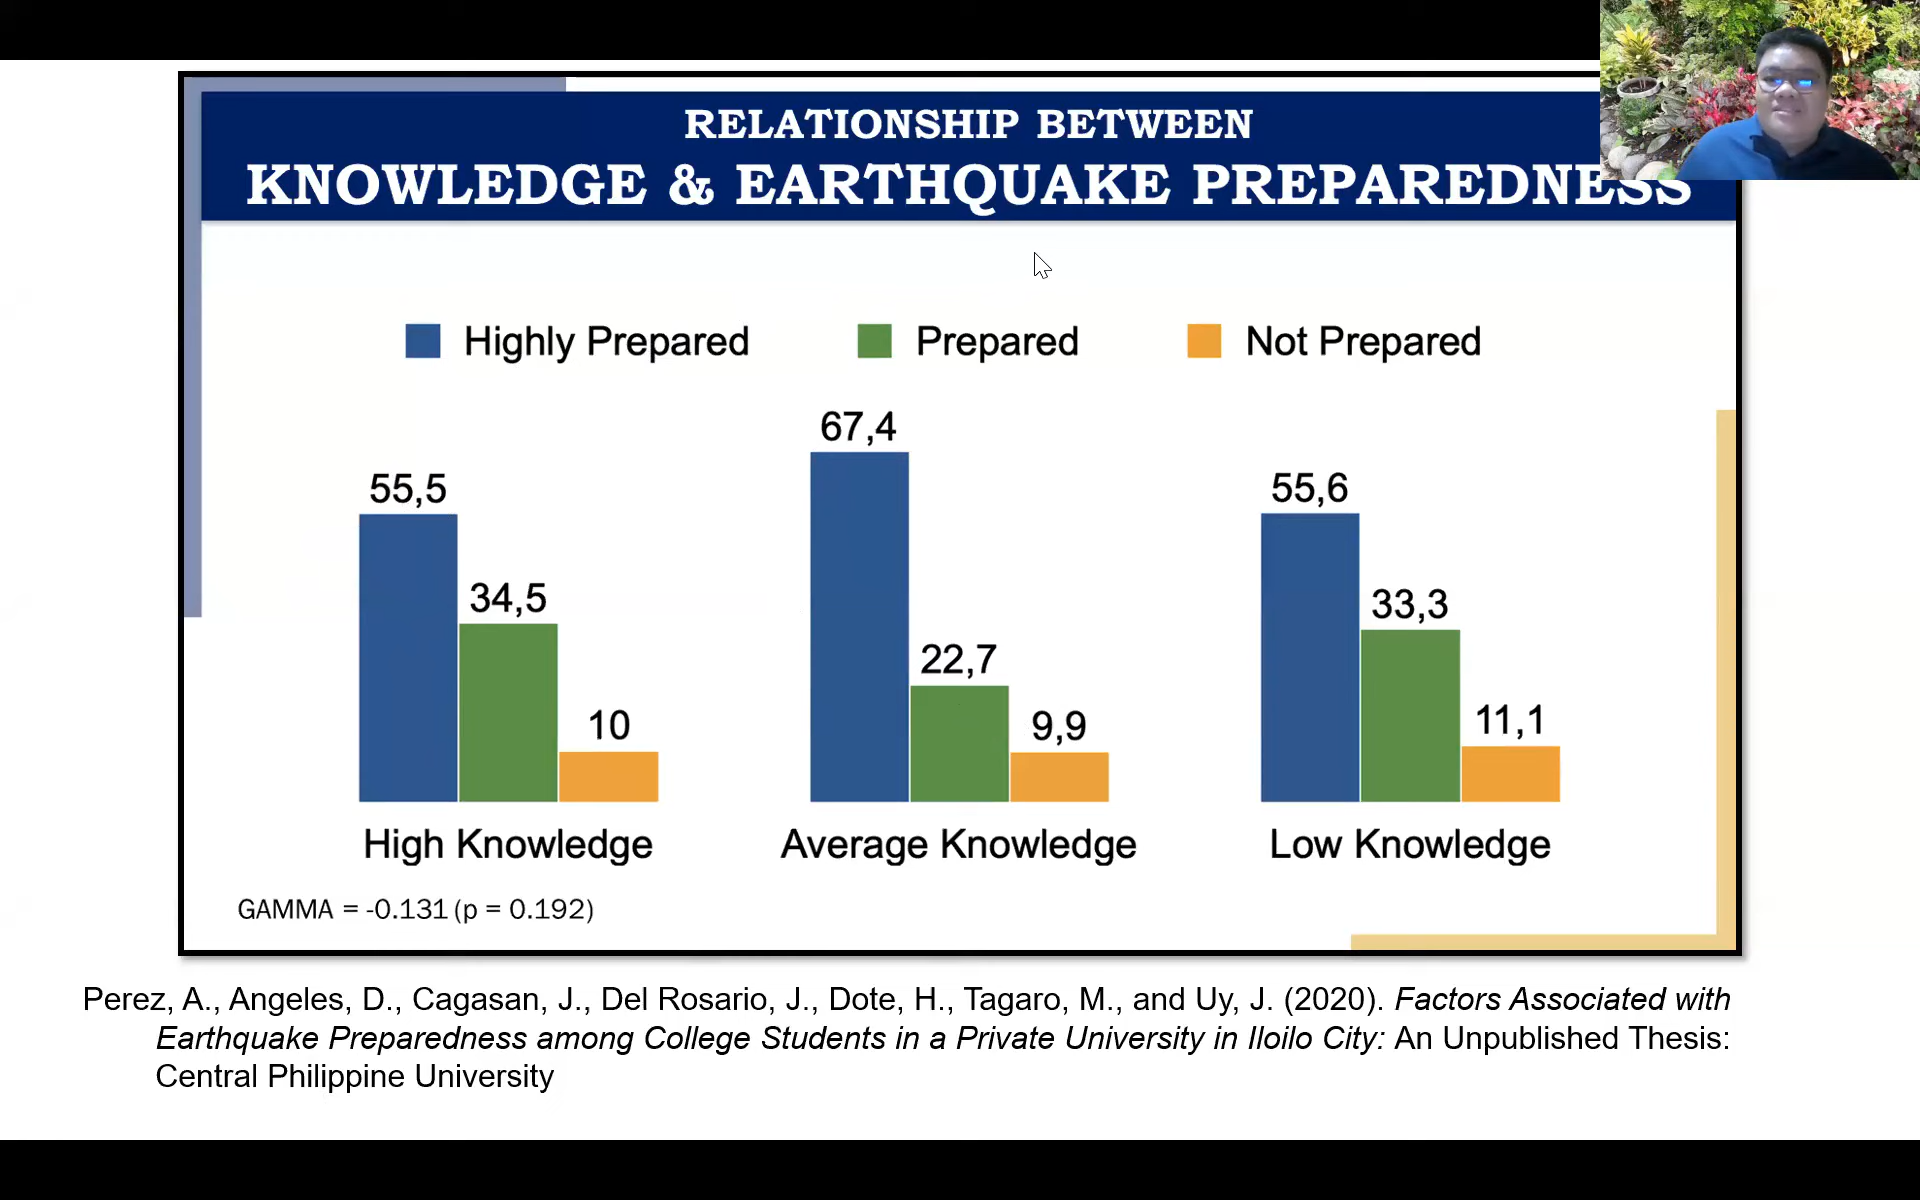 RELATIONSHIP BETWEEN
KNOWLEDGE & EARTHQUAKE PREPAREDNESS
Highly Prepared
Prepared
Not Prepared
67,4
55,5
55,6
34,5
33,3
22,7
10
9,9
11,1
High Knowledge
Average Knowledge
Low Knowledge
GAMMA = -0.131 (p = 0.192)
Perez, A., Angeles, D., Cagasan, J., Del Rosario, J., Dote, H., Tagaro, M., and Uy, J. (2020). Factors Associated with
Earthquake Preparedness among College Students in a Private University in Iloilo City: An Unpublished Thesis:
Central Philippine University